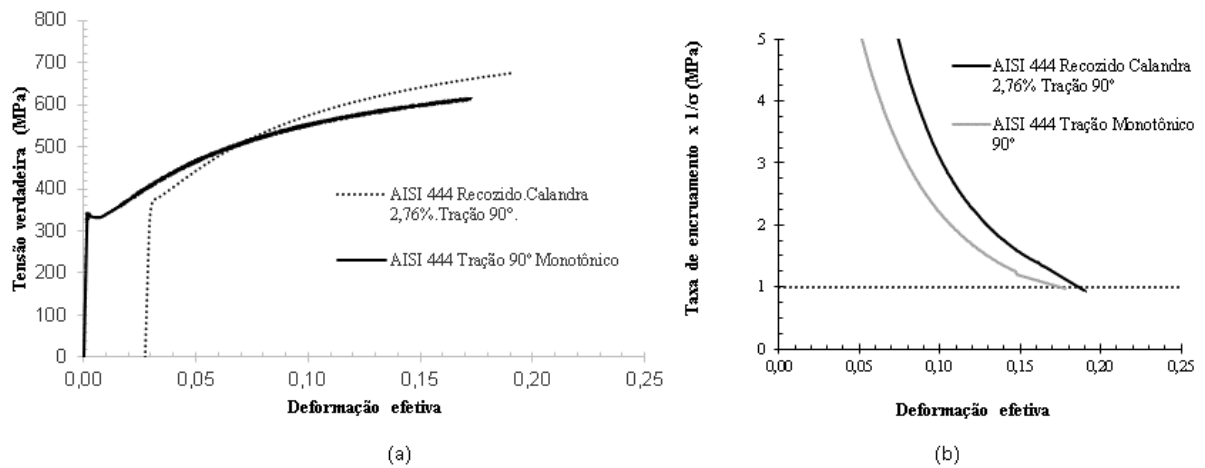 Tensão verdadeira (MPa)
800
700
600
500
400
300
200
100
0
0,00 0,05 0,10 0,15 0,20 0,25
Deformação efetiva
AISI 444 Recozido.Calandra
2,76%.Tração 90°.
AISI 444 Tração 90° Monotônico
(a)
Taxa de encruamento x 1/σ (MPa)
5
4
3
2
1
0
0,00 0,05 0,10 0,15 0,20 0,25
Deformação efetiva
AISI 444 Recozido Calandra
2,76% Tração 90°
AISI 444 Tração Monotônico
90°
(b)